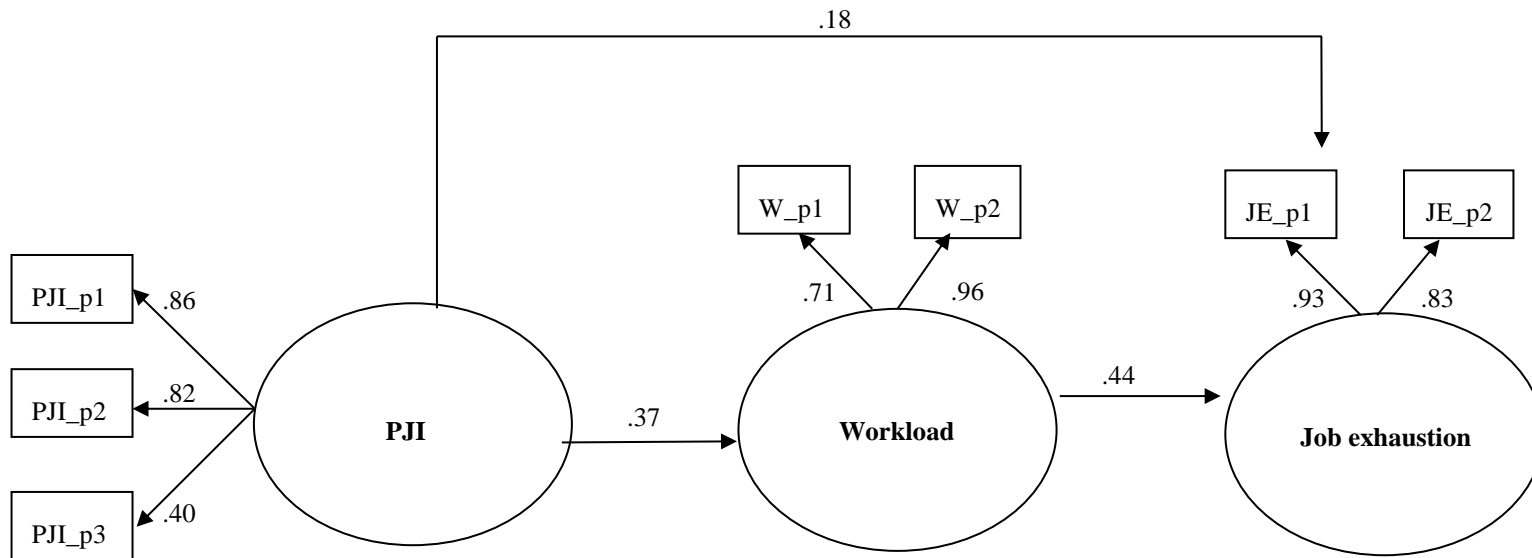 .18
W_p1
W_p2
JE_p1
JE_p2
PJI_p1
.86
.71
.96
.93
.83
PJI_p2
.82
.44
.37
PJI
Workload
Job exhaustion
PJI_p3
.40